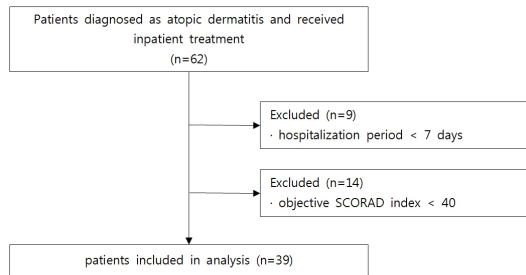 Patients diagnosed as atopic dermatitis and received
inpatient treatment
(n=62)
Excluded (n=9)
· hospitalization period < 7 days
Excluded (n=14)
· objective SCORAD index < 40
patients included in analysis (n=39)